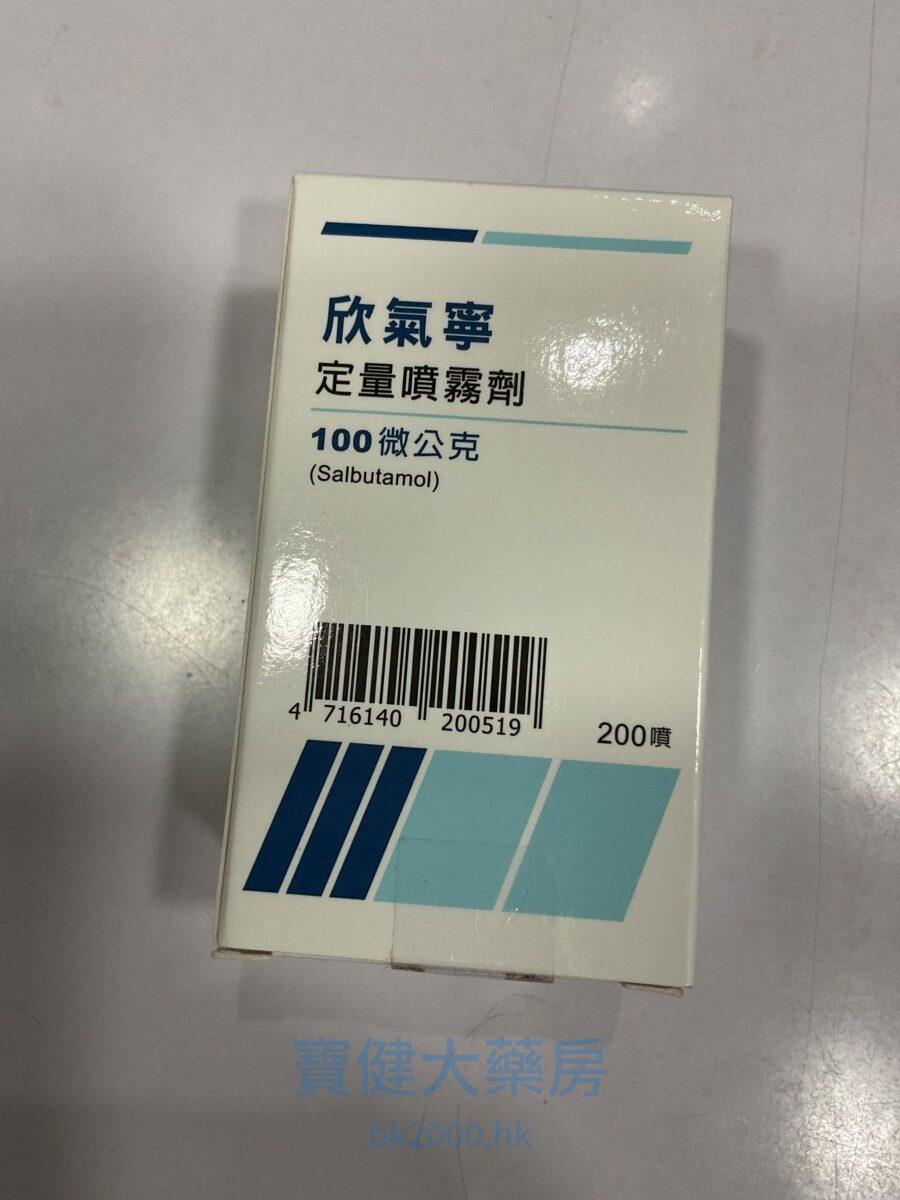 欣氣寧
定量噴霧劑
100微公克
(Salbutamol)
4 716140 200519
200噴
寶健大藥房
bk2000.hk